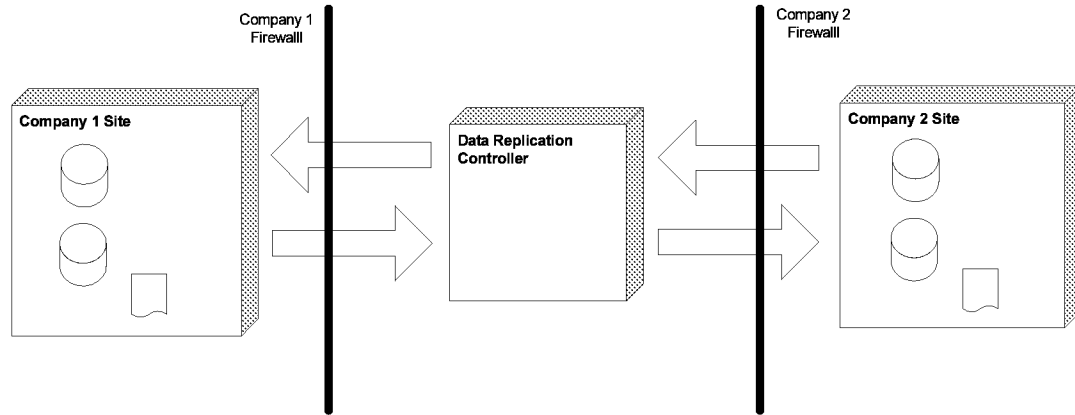 Company 1
Firewalll
Company 2
Firewalll
Company 1 Site
Data Replication
Controller
Company 2 Site